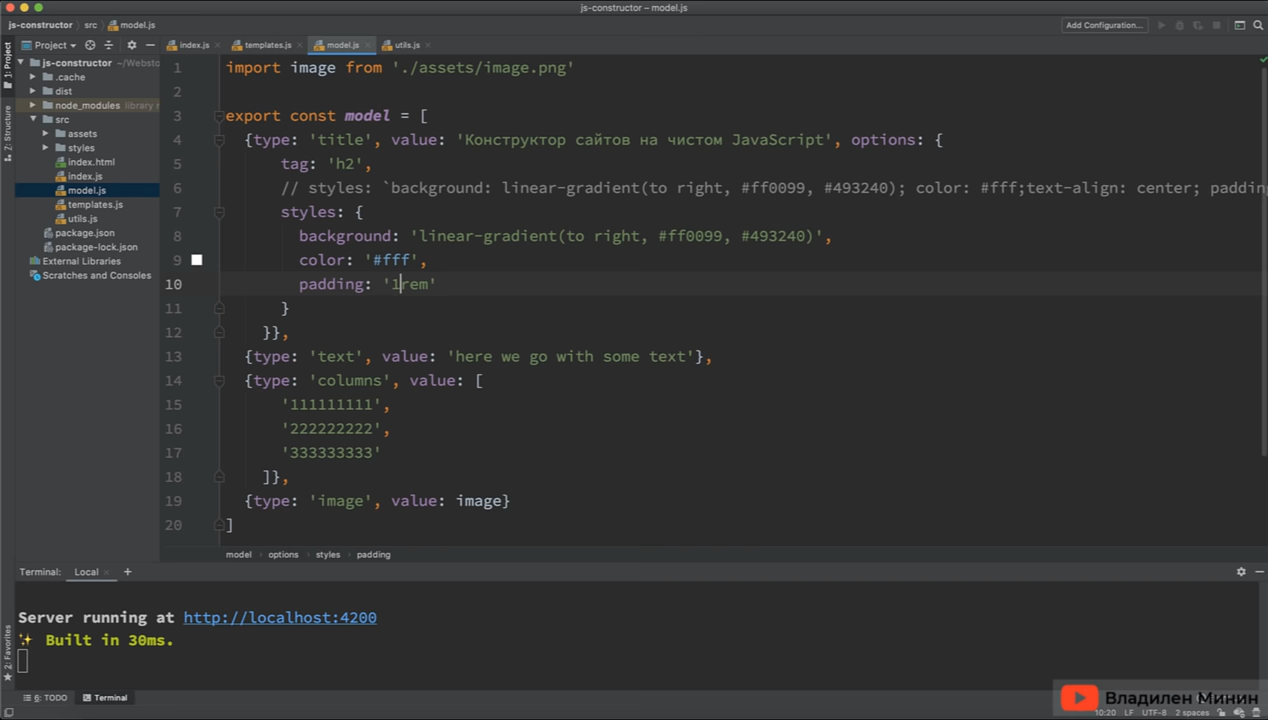 js-constructor – model.js
js-constructor › src › model.js
Add Configuration...
Project
index.js
templates.js
model.js
utils.js
1: Project
7: Structure
2: Favorites
js-constructor ~/Websto
.cache
dist
node_modules library r
src
assets
styles
index.html
index.js
model.js
templates.js
utils.js
package.json
package-lock.json
External Libraries
Scratches and Consoles
1 import image from './assets/image.png'
2
3 export const model = [
4 {type: 'title', value: 'Конструктор сайтов на чистом JavaScript', options: {
5 tag: 'h2',
6 // styles: `background: linear-gradient(to right, #ff0099, #493240); color: #fff;text-align: center; padding
7 styles: {
8 background: 'linear-gradient(to right, #ff0099, #493240)',
9 color: '#fff',
10 padding: '1rem'
11 }
12 }},
13 {type: 'text', value: 'here we go with some text'},
14 {type: 'columns', value: [
15 '111111111',
16 '222222222',
17 '333333333'
18 ]},
19 {type: 'image', value: image}
20 ]
model › options › styles › padding
Terminal: Local +
Server running at http://localhost:4200
✨ Built in 30ms.
6: TODO
Terminal
Владилен Минин
10:20 LF UTF-8 2 spaces